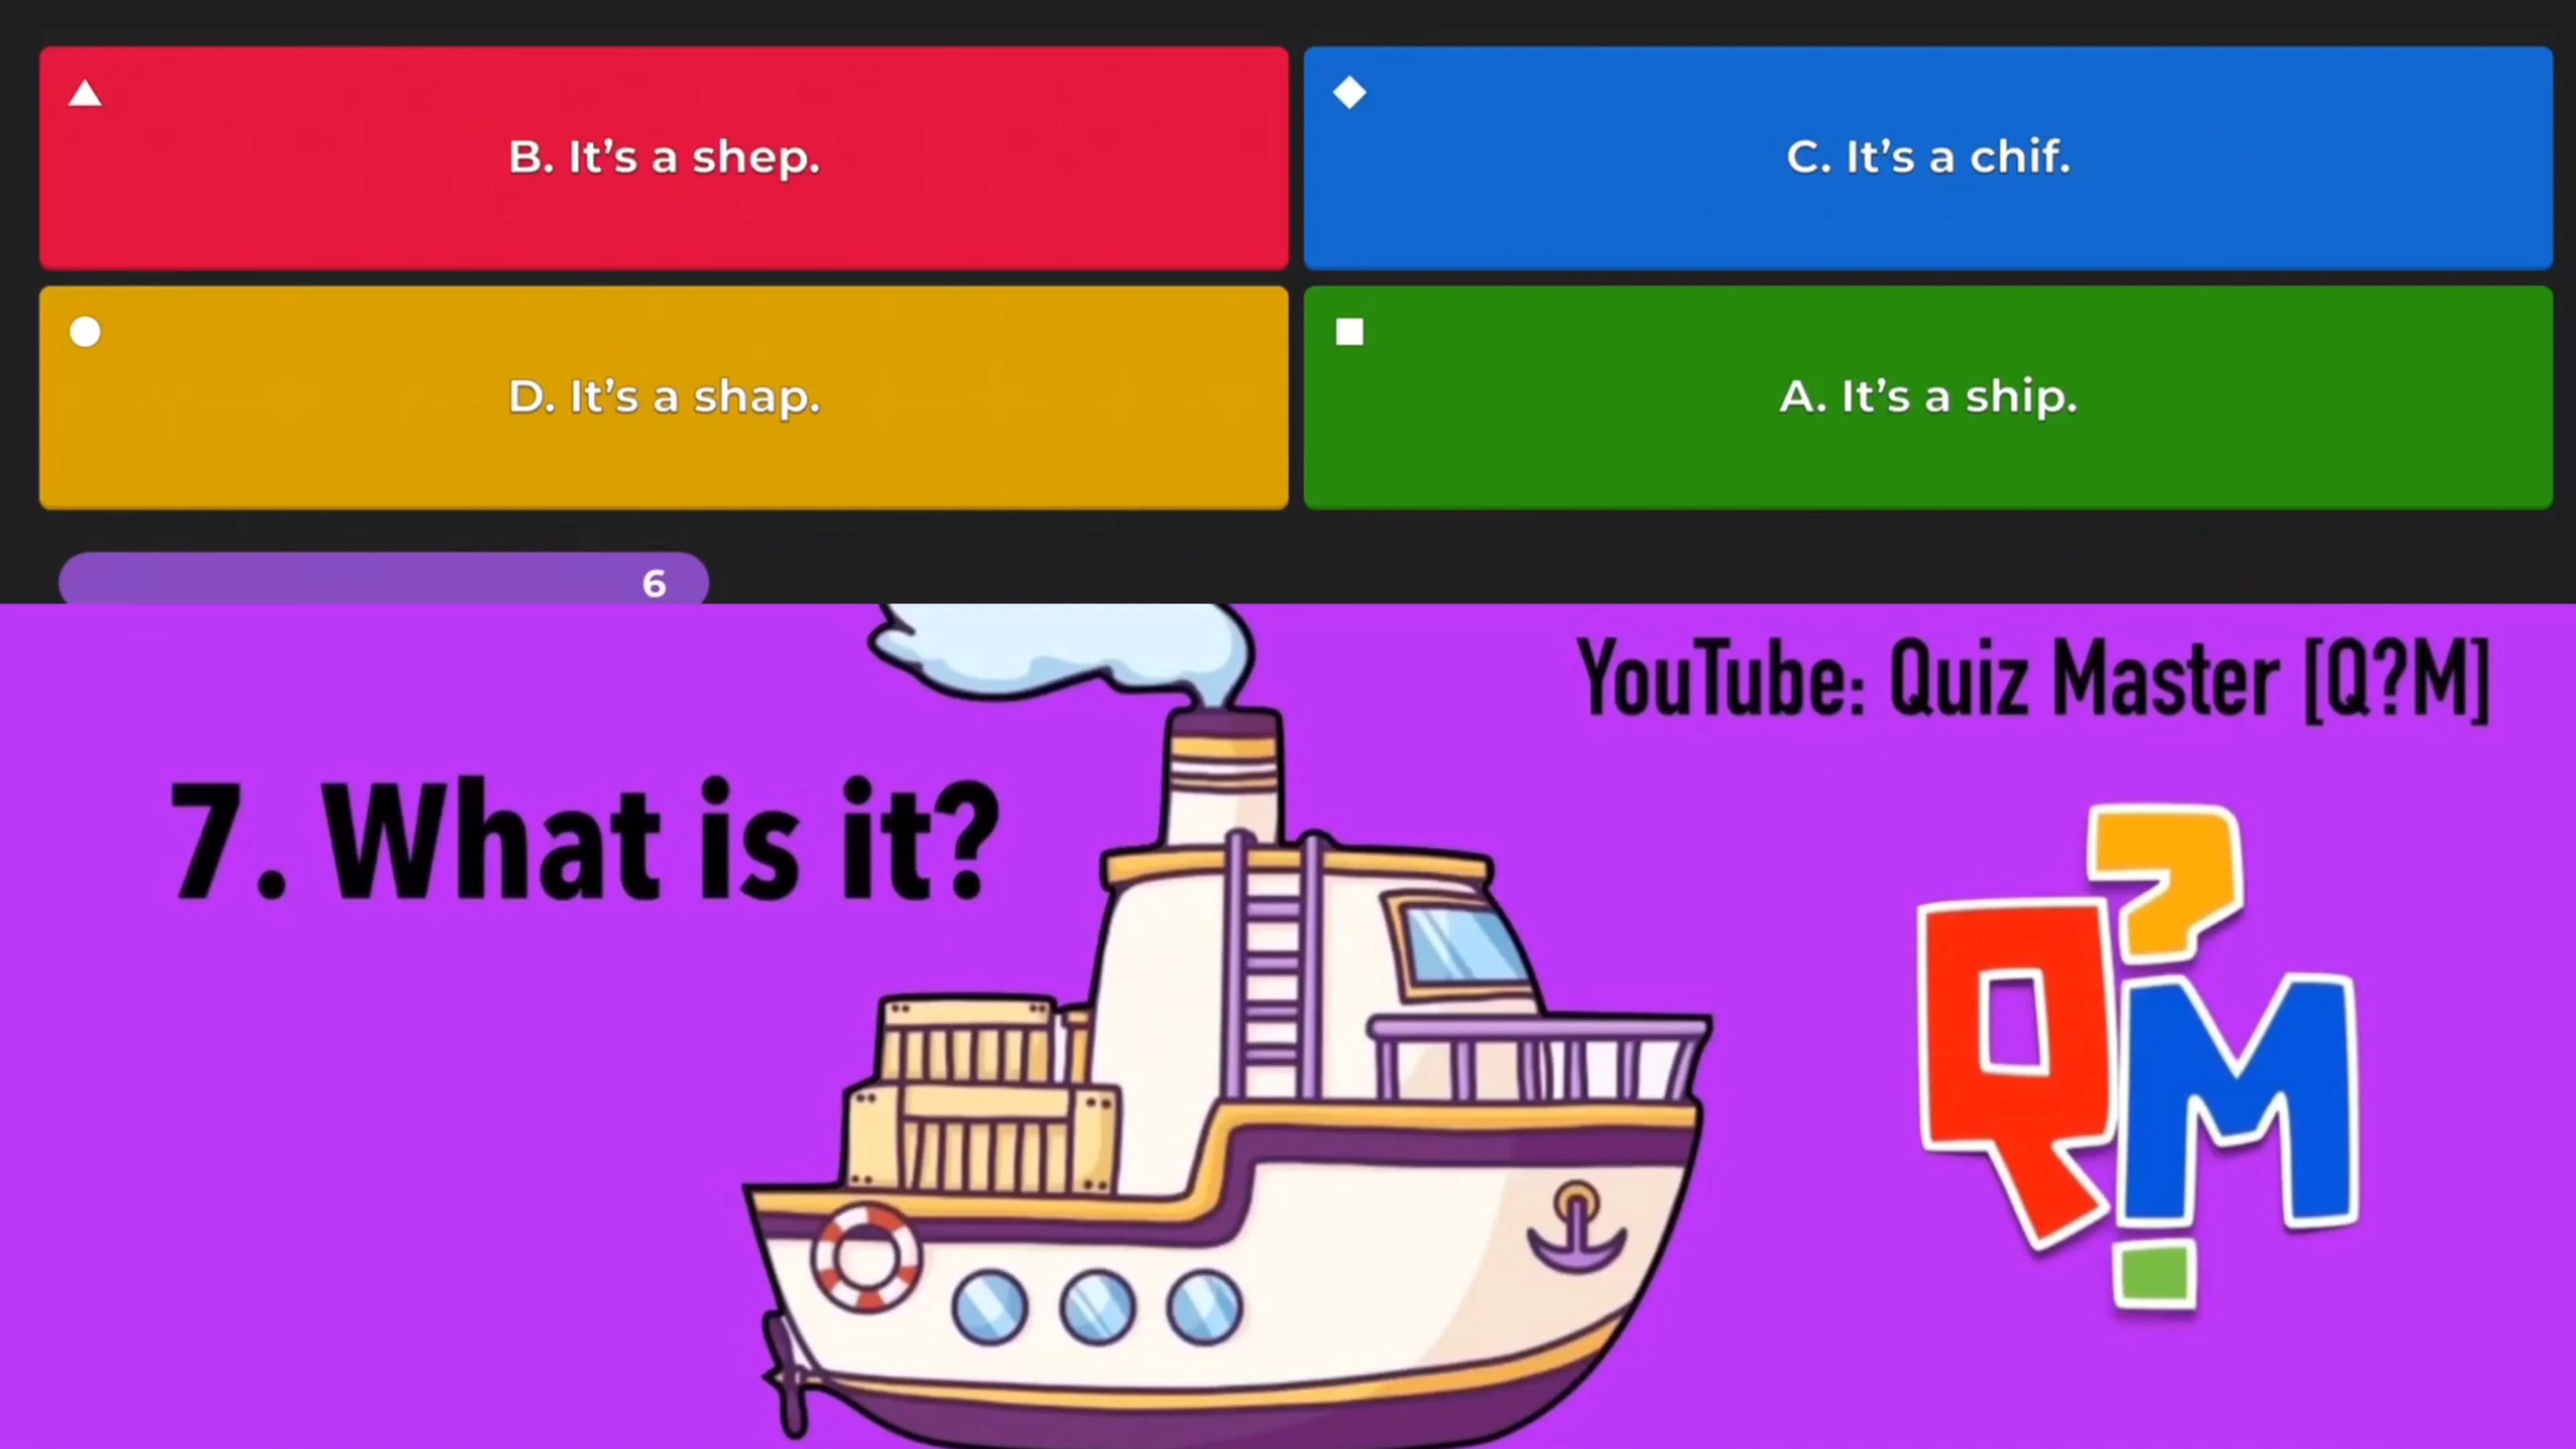 B. It’s a shep.
C. It’s a chif.
D. It’s a shap.
A. It’s a ship.
6
YouTube: Quiz Master [Q?M]
7. What is it?
Q?M